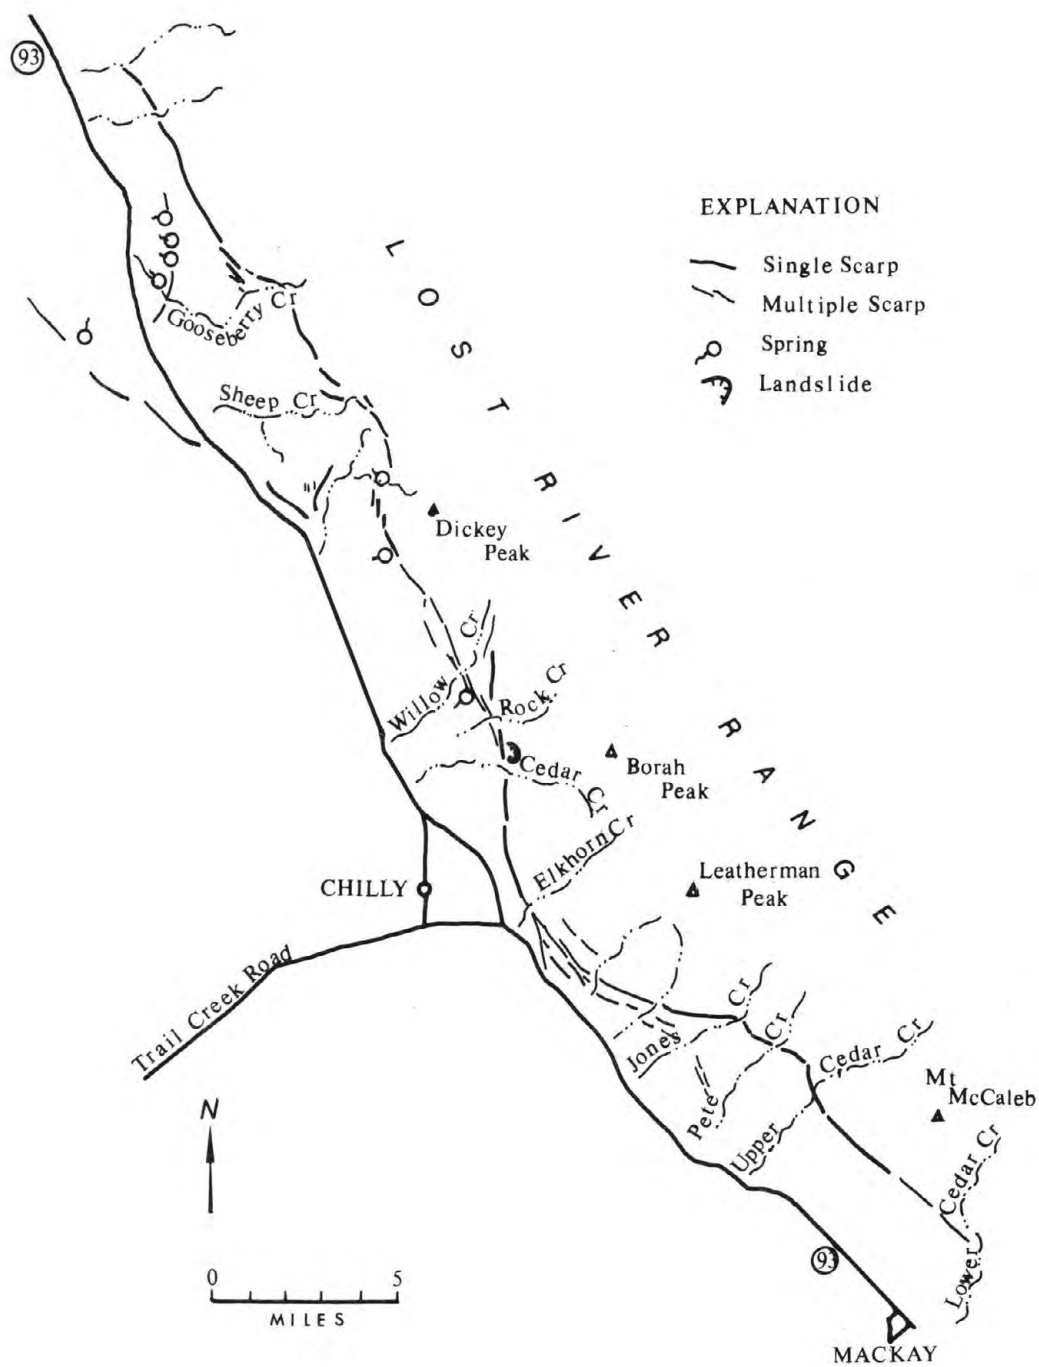 93
EXPLANATION
Single Scarp
Multiple Scarp
Spring
Landslide
LOST RIVER RANGE
Gooseberry Cr
Sheep Cr
Dickey
Peak
Willow Cr
Rock Cr
Cedar Cr
Borah
Peak
Elkhorn Cr
Leatherman
Peak
CHILLY
Trail Creek Road
Jones Cr
Pete Cr
Upper Cedar Cr
Mt
McCaleb
Lower Cedar Cr
N
0 5
MILES
93
MACKAY